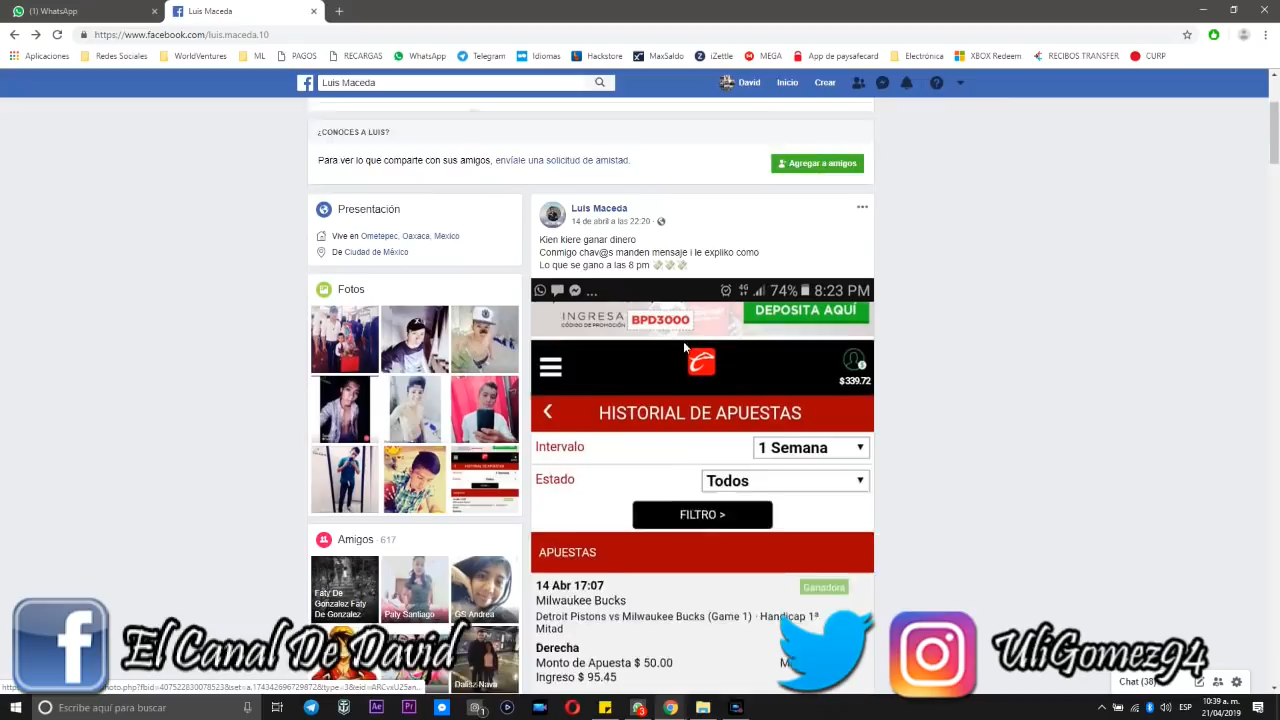 (1) WhatsApp
Luis Maceda
https://www.facebook.com/luis.maceda.10
Aplicaciones
Redes Sociales
WorldVentures
ML
PAGOS
RECARGAS
WhatsApp
Telegram
Idiomas
Hackstore
MaxSaldo
iZettle
MEGA
App de paysafecard
Electrónica
XBOX Redeem
RECIBOS TRANSFER
CURP
Luis Maceda
David
Inicio
Crear
¿CONOCES A LUIS?
Para ver lo que comparte con sus amigos, envíale una solicitud de amistad.
Agregar a amigos
Presentación
Vive en Ometepec, Oaxaca, Mexico
De Ciudad de México
Fotos
Amigos · 617
Faty De
Gonzalez Faty
De Gonzalez
Paty Santiago
GS Andrea
Dalisz Nava
Luis Maceda
14 de abril a las 22:20 ·
Kien kiere ganar dinero
Conmigo chav@s manden mensaje i le expliko como
Lo que se gano a las 8 pm
... 4G 74% 8:23 PM
INGRESA
CÓDIGO DE PROMOCIÓN
BPD3000
DEPOSITA AQUÍ
$339.72
HISTORIAL DE APUESTAS
Intervalo
1 Semana
Estado
Todos
FILTRO >
APUESTAS
14 Abr 17:07
Ganadora
Milwaukee Bucks
Detroit Pistons vs Milwaukee Bucks (Game 1) · Handicap 1ª
Mitad
Derecha
Monto de Apuesta $ 50.00
Ingreso $ 95.45
El Canal De David
UliGomez94
Chat (38)
Escribe aquí para buscar
ESP
10:39 a. m.
21/04/2019